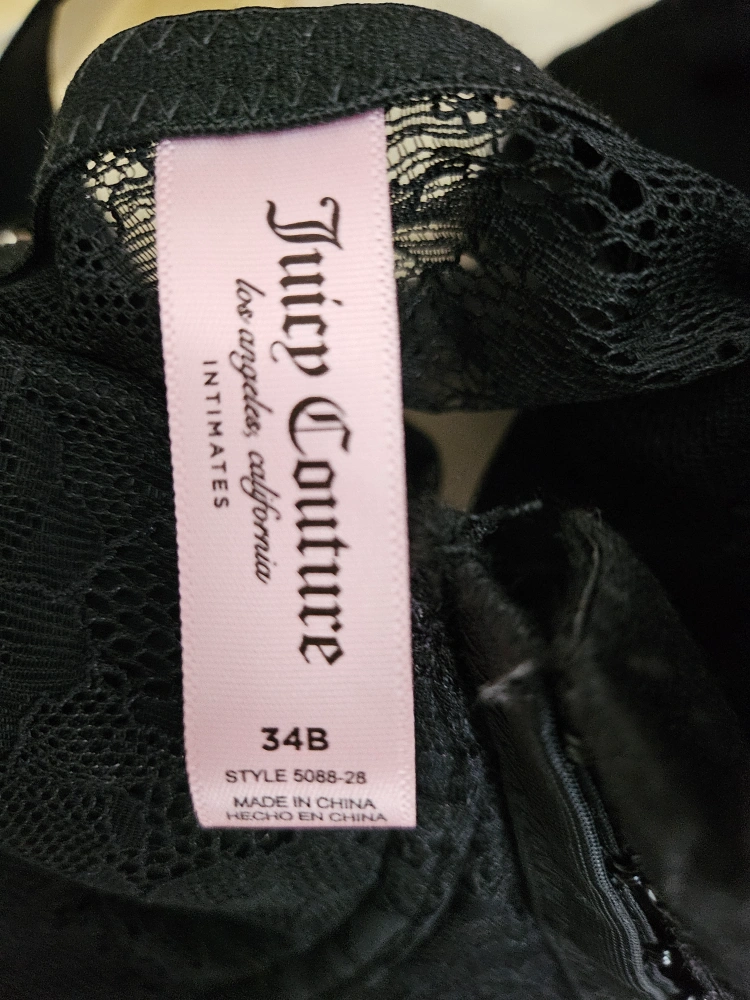 Juicy Couture
los angeles, california
INTIMATES
34B
STYLE 5088-28
MADE IN CHINA
HECHO EN CHINA